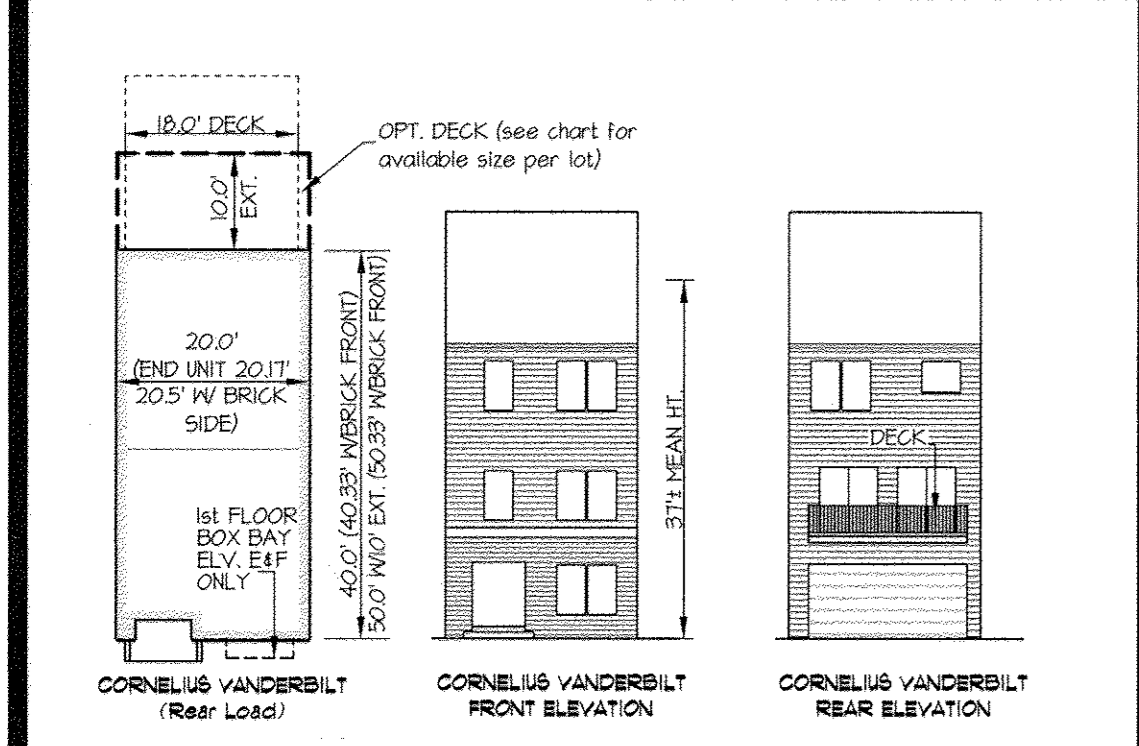 18.0' DECK
OPT. DECK (see chart for
available size per lot)
10.0'
EXT.
20.0'
(END UNIT 20.17'
20.5' W/ BRICK
SIDE)
1st FLOOR
BOX BAY
ELV. E&F
ONLY
40.0' (40.33' W/BRICK FRONT)
50.0' W/10' EXT. (50.33' W/BRICK FRONT)
37'± MEAN HT.
DECK
CORNELIUS VANDERBILT
(Rear Load)
CORNELIUS VANDERBILT
FRONT ELEVATION
CORNELIUS VANDERBILT
REAR ELEVATION